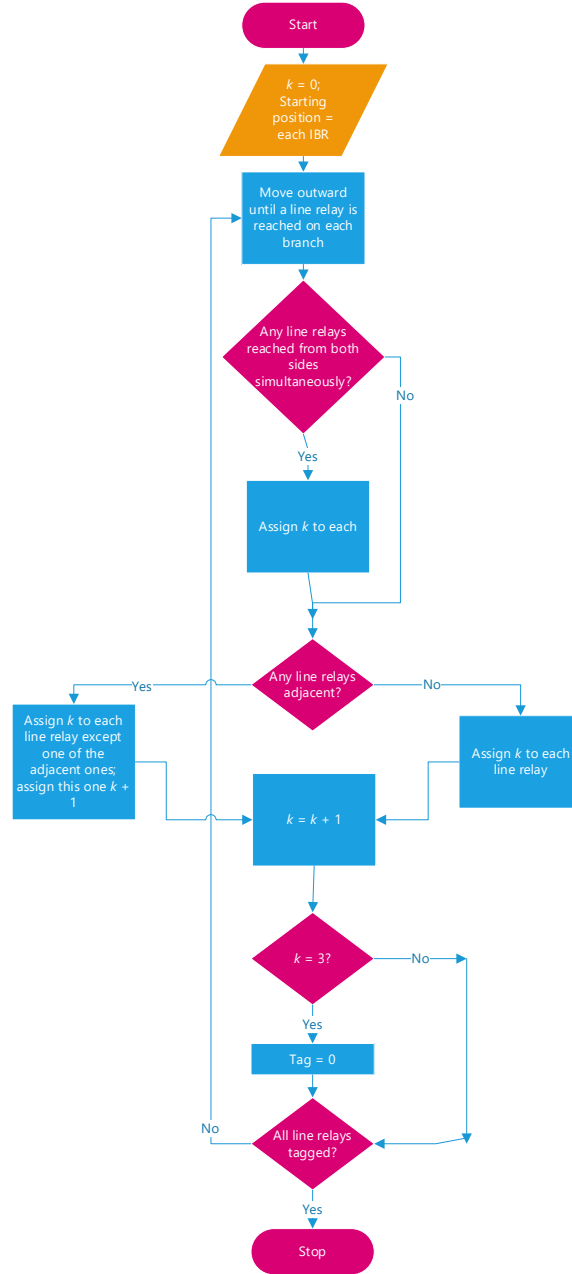 Start
k = 0;
Starting
position =
each IBR
Move outward
until a line relay is
reached on each
branch
Any line relays
reached from both
sides
simultaneously?
No
Yes
Assign k to each
Any line relays
adjacent?
Yes
No
Assign k to each
line relay except
one of the
adjacent ones;
assign this one k +
1
Assign k to each
line relay
k = k + 1
k = 3?
No
Yes
Tag = 0
All line relays
tagged?
No
Yes
Stop